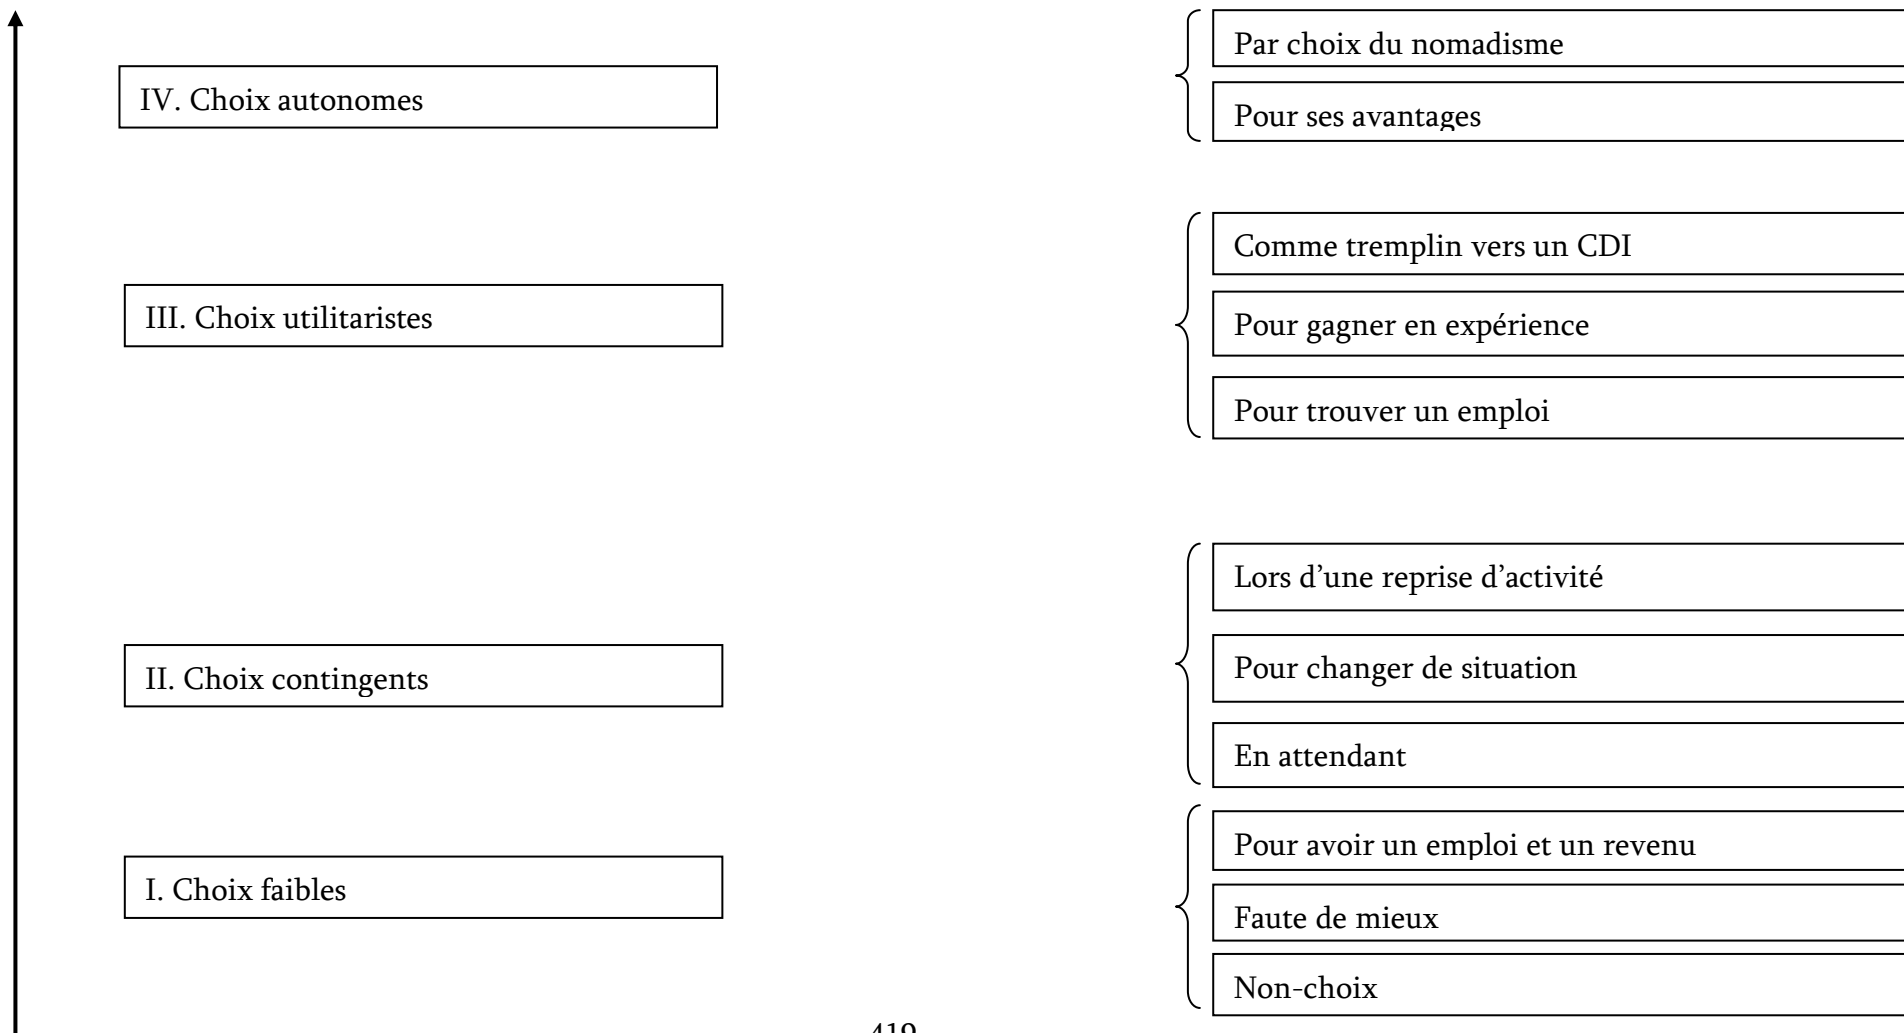 Par choix du nomadisme
IV. Choix autonomes
Pour ses avantages
Comme tremplin vers un CDI
III. Choix utilitaristes
Pour gagner en expérience
Pour trouver un emploi
Lors d’une reprise d’activité
Pour changer de situation
II. Choix contingents
En attendant
Pour avoir un emploi et un revenu
I. Choix faibles
Faute de mieux
Non-choix
419